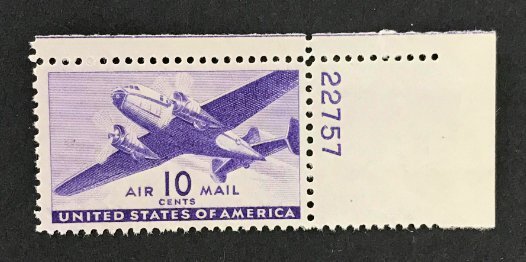 AIR 10 MAIL
CENTS
UNITED STATES OF AMERICA
22757